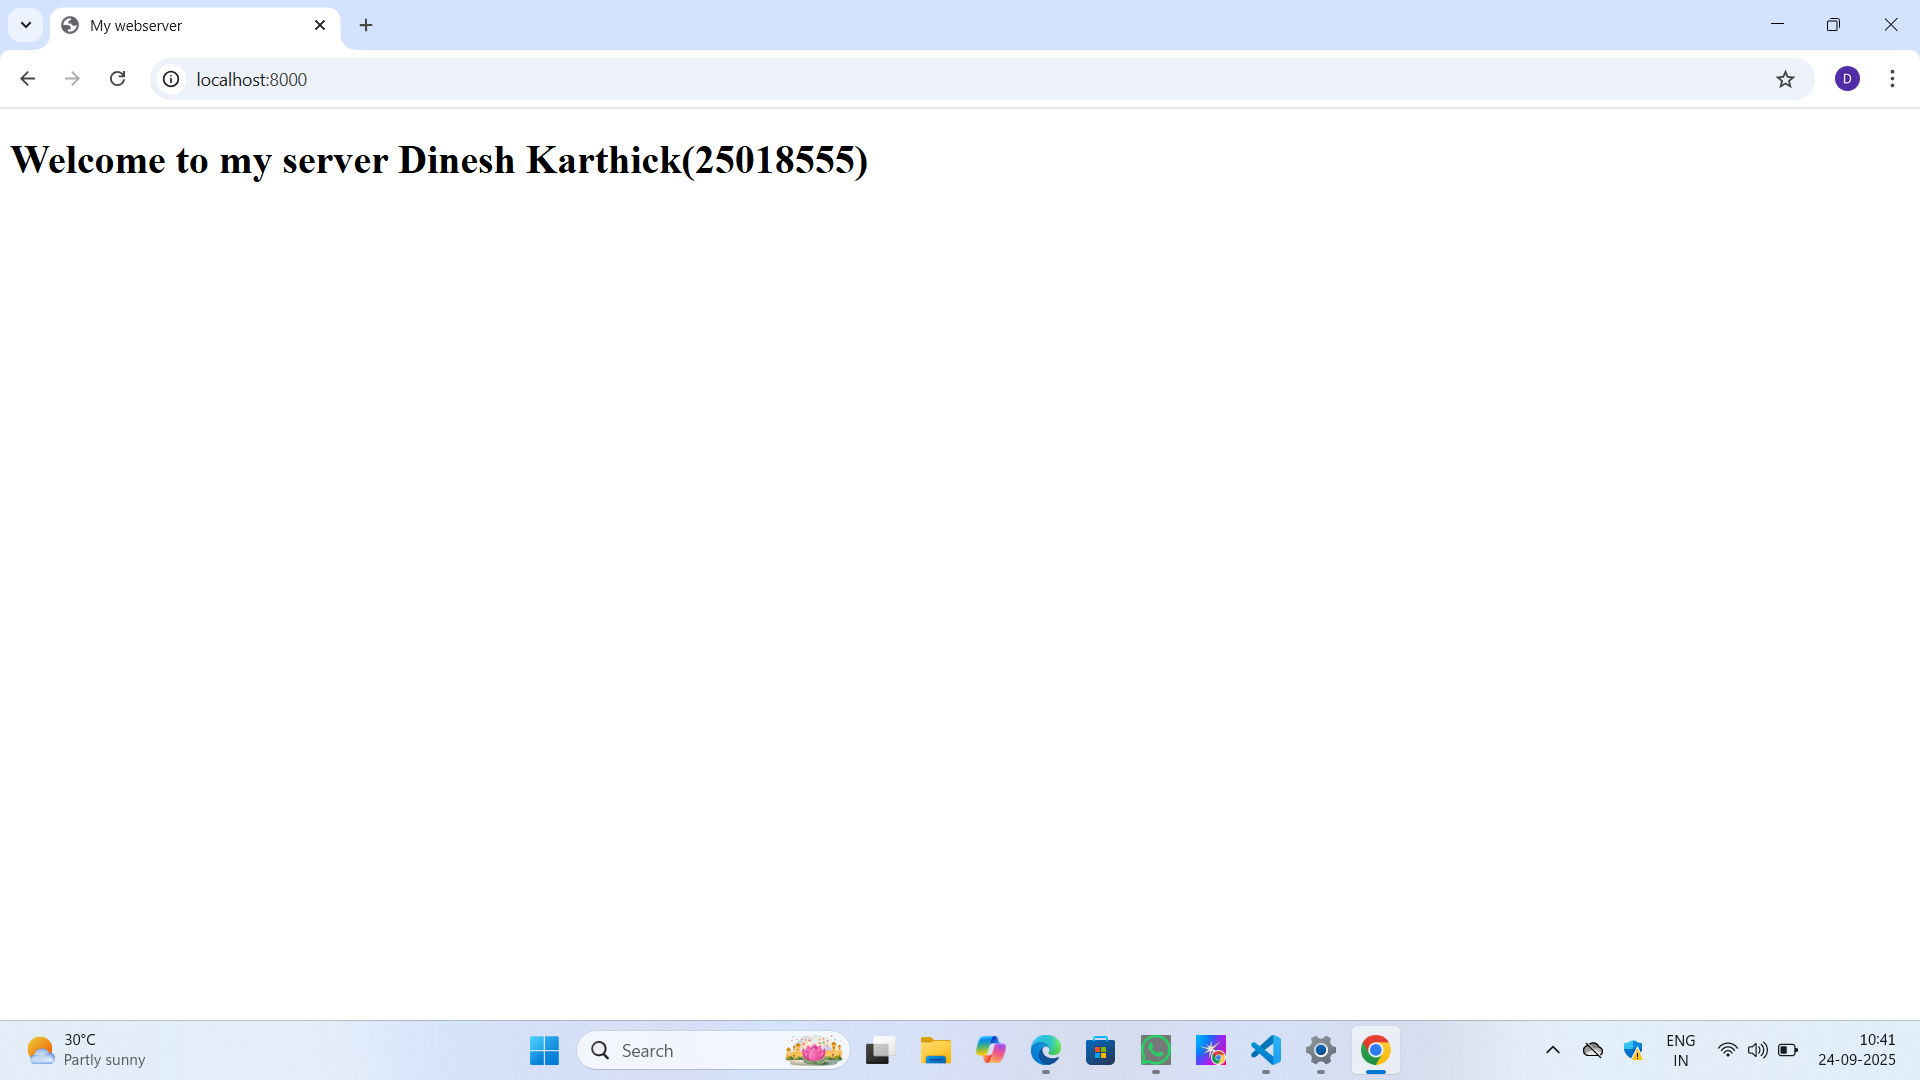 My webserver
localhost:8000
D
Welcome to my server Dinesh Karthick(25018555)
30°C
Partly sunny
Search
ENG
IN
10:41
24-09-2025